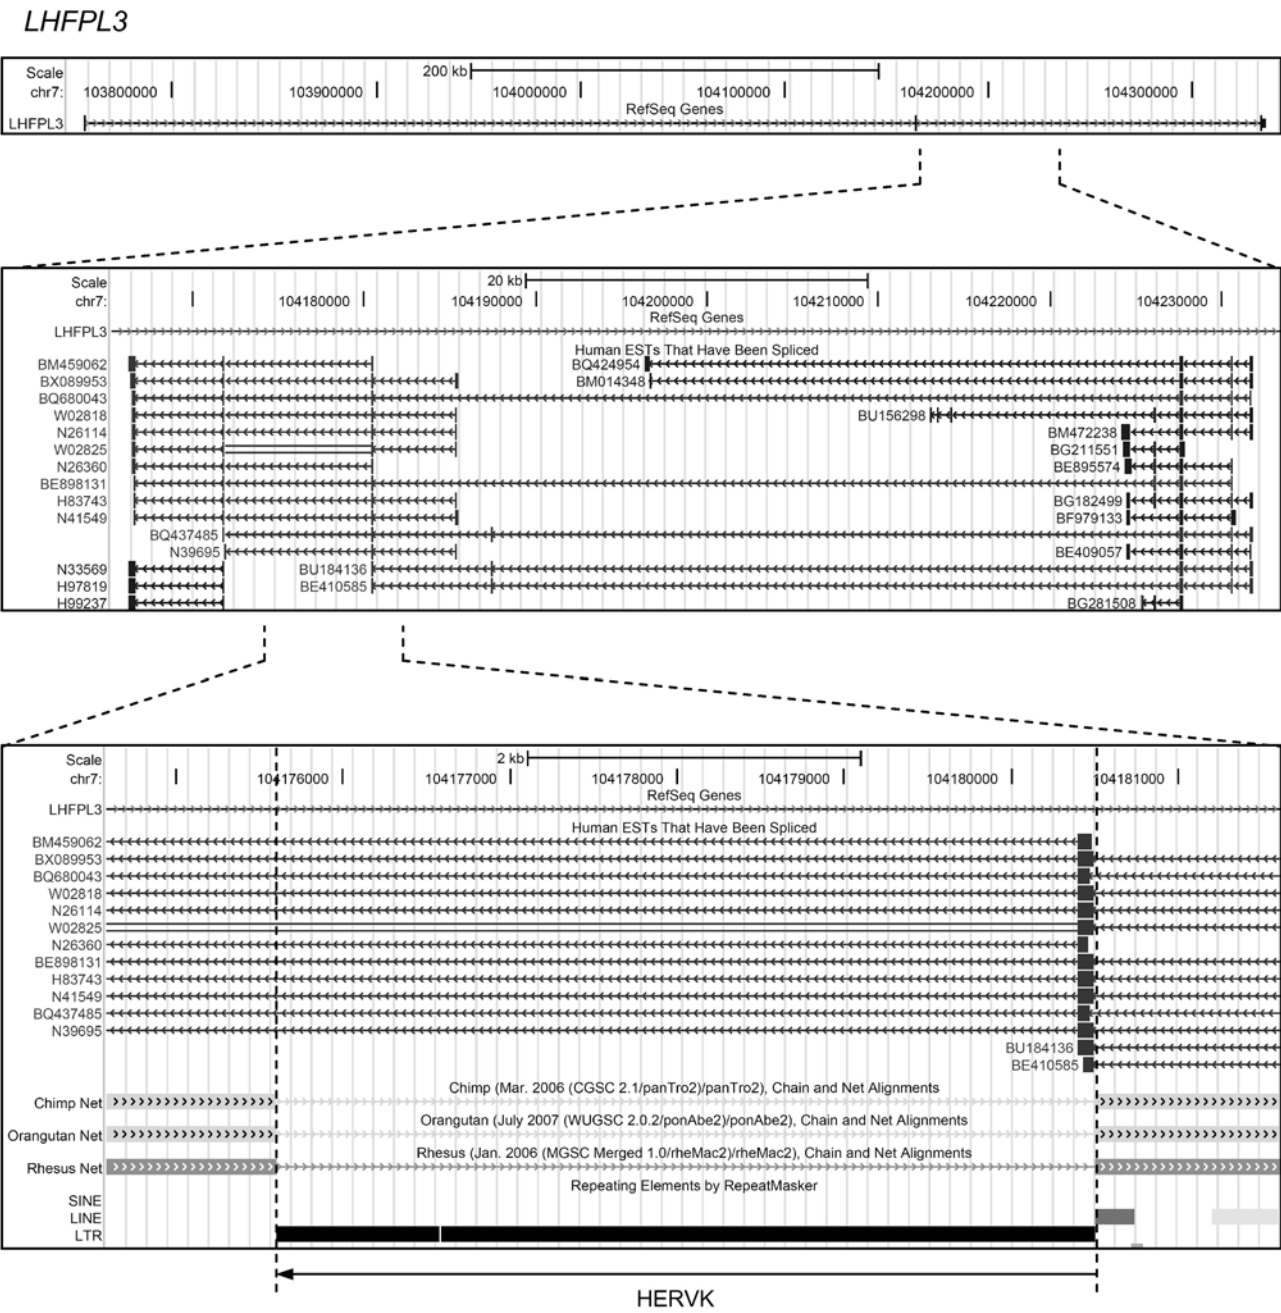 LHFPL3
Scale 200 kb
chr7: 103800000 103900000 104000000 104100000 104200000 104300000
RefSeq Genes
LHFPL3
Scale 20 kb
chr7: 104180000 104190000 104200000 104210000 104220000 104230000
RefSeq Genes
LHFPL3
Human ESTs That Have Been Spliced
BM459062 BQ424954
BX089953 BM014348
BQ680043
W02818 BU156298
N26114 BM472238
W02825 BG211551
N26360 BE895574
BE898131
H83743 BG182499
N41549 BF979133
BQ437485
N39695 BE409057
N33569 BU184136
H97819 BE410585
H99237 BG281508
Scale 2 kb
chr7: 104176000 104177000 104178000 104179000 104180000 104181000
RefSeq Genes
LHFPL3
Human ESTs That Have Been Spliced
BM459062
BX089953
BQ680043
W02818
N26114
W02825
N26360
BE898131
H83743
N41549
BQ437485
N39695
BU184136
BE410585
Chimp (Mar. 2006 (CGSC 2.1/panTro2)/panTro2), Chain and Net Alignments
Chimp Net
Orangutan (July 2007 (WUGSC 2.0.2/ponAbe2)/ponAbe2), Chain and Net Alignments
Orangutan Net
Rhesus (Jan. 2006 (MGSC Merged 1.0/rheMac2)/rheMac2), Chain and Net Alignments
Rhesus Net
Repeating Elements by RepeatMasker
SINE
LINE
LTR
HERVK